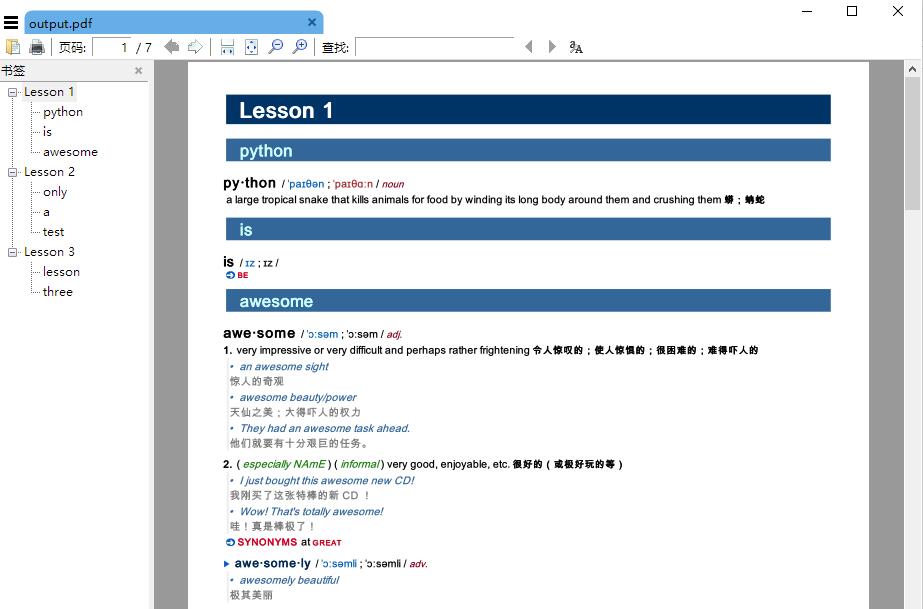 output.pdf
页码: 1 / 7 查找:
书签
Lesson 1
python
is
awesome
Lesson 2
only
a
test
Lesson 3
lesson
three
Lesson 1
python
py·thon / ˈpaɪθən ; ˈpaɪθɑːn / noun
a large tropical snake that kills animals for food by winding its long body around them and crushing them 蟒；蚺蛇
is
is / ɪz ; ɪz /
BE
awesome
awe·some / ˈɔːsəm ; ˈɔːsəm / adj.
1. very impressive or very difficult and perhaps rather frightening 令人惊叹的；使人惊惧的；很困难的；难得吓人的
• an awesome sight
惊人的奇观
• awesome beauty/power
天仙之美；大得吓人的权力
• They had an awesome task ahead.
他们就要有十分艰巨的任务。
2. ( especially NAmE ) ( informal ) very good, enjoyable, etc. 很好的（或极好玩的等）
• I just bought this awesome new CD!
我刚买了这张特棒的新 CD ！
• Wow! That's totally awesome!
哇！真是棒极了！
SYNONYMS at GREAT
awe·some·ly / ˈɔːsəmli ; ˈɔːsəmli / adv.
• awesomely beautiful
极其美丽